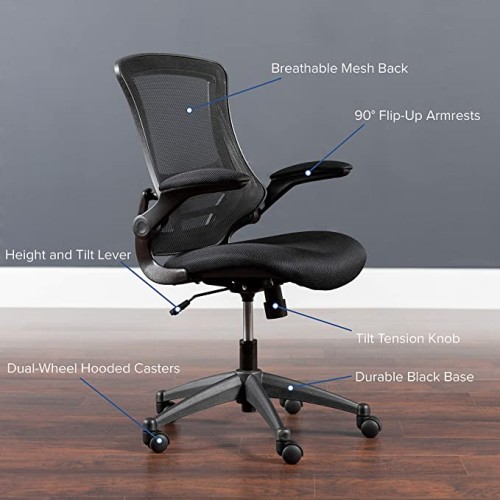 Breathable Mesh Back
90° Flip-Up Armrests
Height and Tilt Lever
Tilt Tension Knob
Dual-Wheel Hooded Casters
Durable Black Base